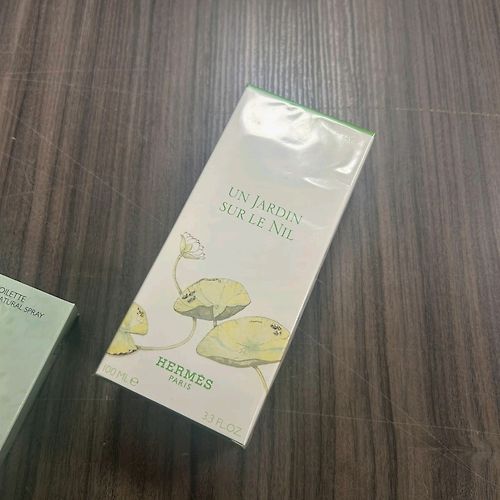 UN JARDIN
SUR LE NIL
HERMÈS
PARIS
100 ML e
3.3 FL.OZ.
OILETTE
ATURAL SPRAY